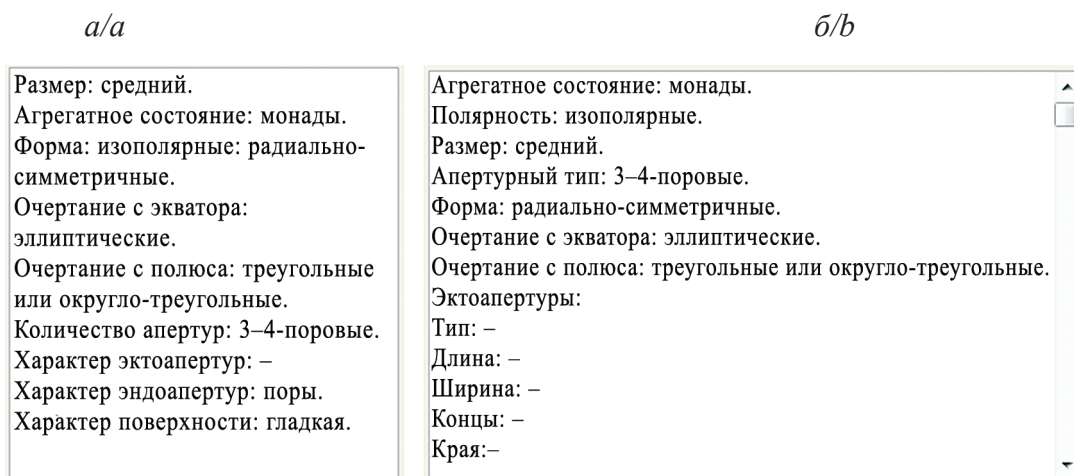 а/a
б/b
Размер: средний.
Агрегатное состояние: монады.
Форма: изополярные: радиально-
симметричные.
Очертание с экватора:
эллиптические.
Очертание с полюса: треугольные
или округло-треугольные.
Количество апертур: 3–4-поровые.
Характер эктоапертур: –
Характер эндоапертур: поры.
Характер поверхности: гладкая.
Агрегатное состояние: монады.
Полярность: изополярные.
Размер: средний.
Апертурный тип: 3–4-поровые.
Форма: радиально-симметричные.
Очертание с экватора: эллиптические.
Очертание с полюса: треугольные или округло-треугольные.
Эктоапертуры:
Тип: –
Длина: –
Ширина: –
Концы: –
Края:–